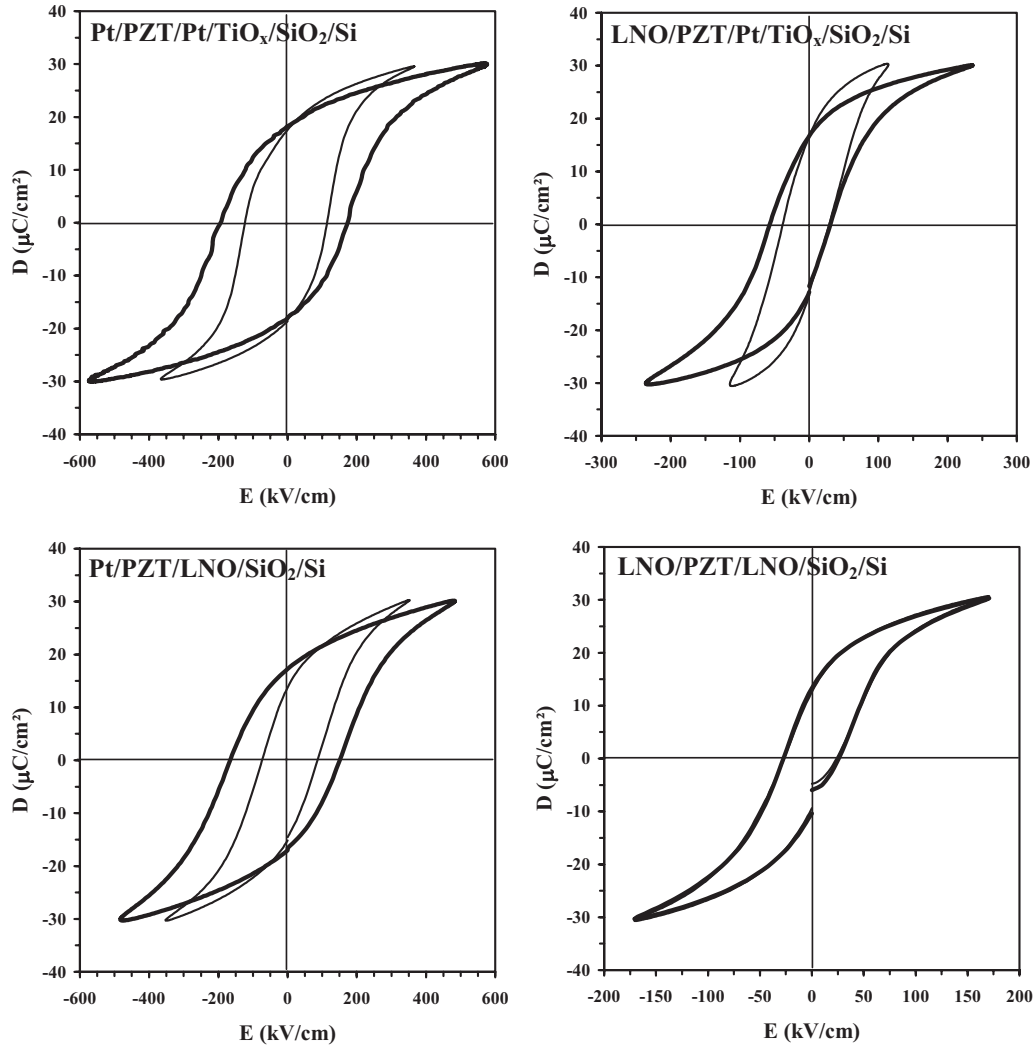 Pt/PZT/Pt/TiOₓ/SiO₂/Si
40
30
20
10
0
-10
-20
-30
-40
D (μC/cm²)
-600 -400 -200 0 200 400 600
E (kV/cm)
LNO/PZT/Pt/TiOₓ/SiO₂/Si
40
30
20
10
0
-10
-20
-30
-40
D (μC/cm²)
-300 -200 -100 0 100 200 300
E (kV/cm)
Pt/PZT/LNO/SiO₂/Si
40
30
20
10
0
-10
-20
-30
-40
D (μC/cm²)
-600 -400 -200 0 200 400 600
E (kV/cm)
LNO/PZT/LNO/SiO₂/Si
40
30
20
10
0
-10
-20
-30
-40
D (μC/cm²)
-200 -150 -100 -50 0 50 100 150 200
E (kV/cm)